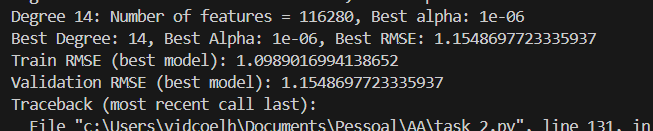 Degree 14: Number of features = 116280, Best alpha: 1e-06
Best Degree: 14, Best Alpha: 1e-06, Best RMSE: 1.1548697723335937
Train RMSE (best model): 1.0989016994138652
Validation RMSE (best model): 1.1548697723335937
Traceback (most recent call last):
  File "c:\Users\vidcoelh\Documents\Pessoal\AA\task_2.py", line 131, in